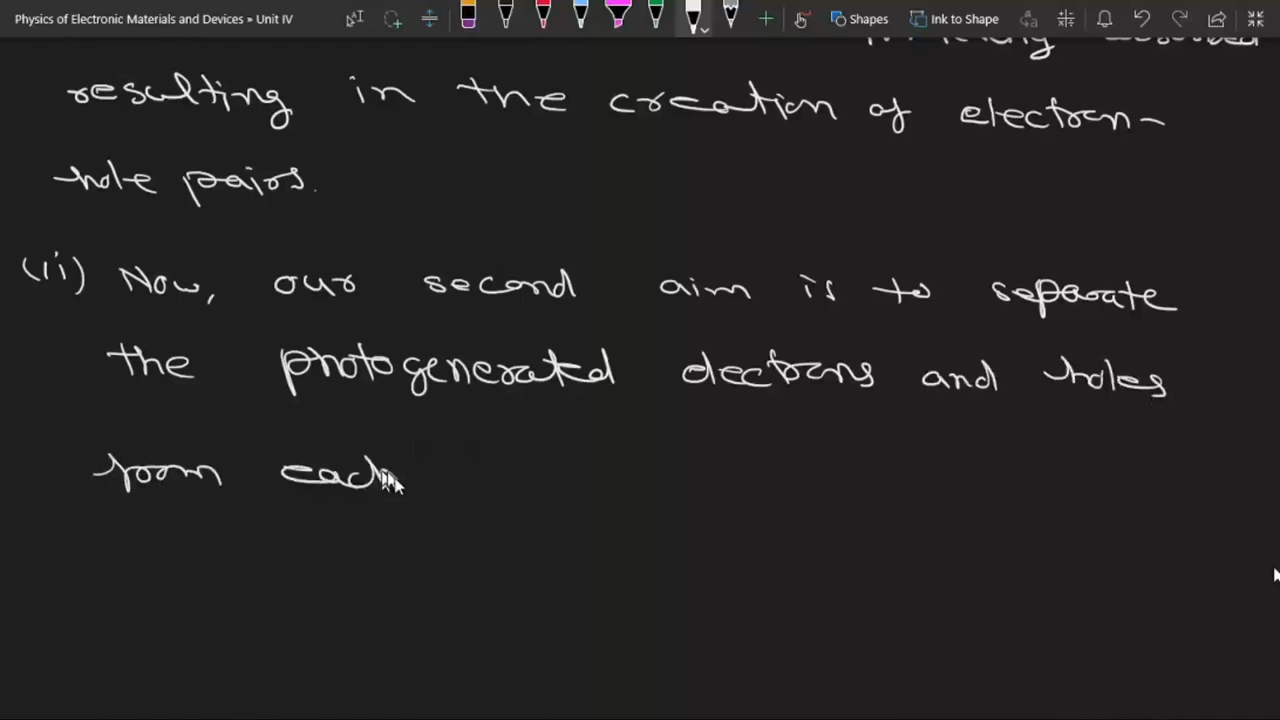 Physics of Electronic Materials and Devices » Unit IV
Shapes
Ink to Shape
resulting in the creation of electron-
hole pairs.
(ii) Now, our second aim is to separate
the photogenerated electrons and holes
from each